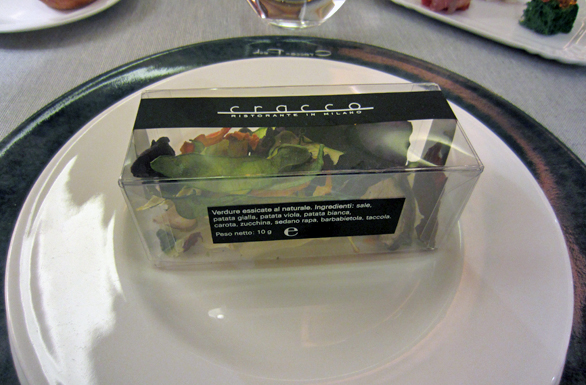 cracco
RISTORANTE IN MILANO
Verdure essicate al naturale. Ingredienti: sale,
patata gialla, patata viola, patata bianca,
carota, zucchina, sedano rapa, barbabietola, taccola.
Peso netto: 10 g e